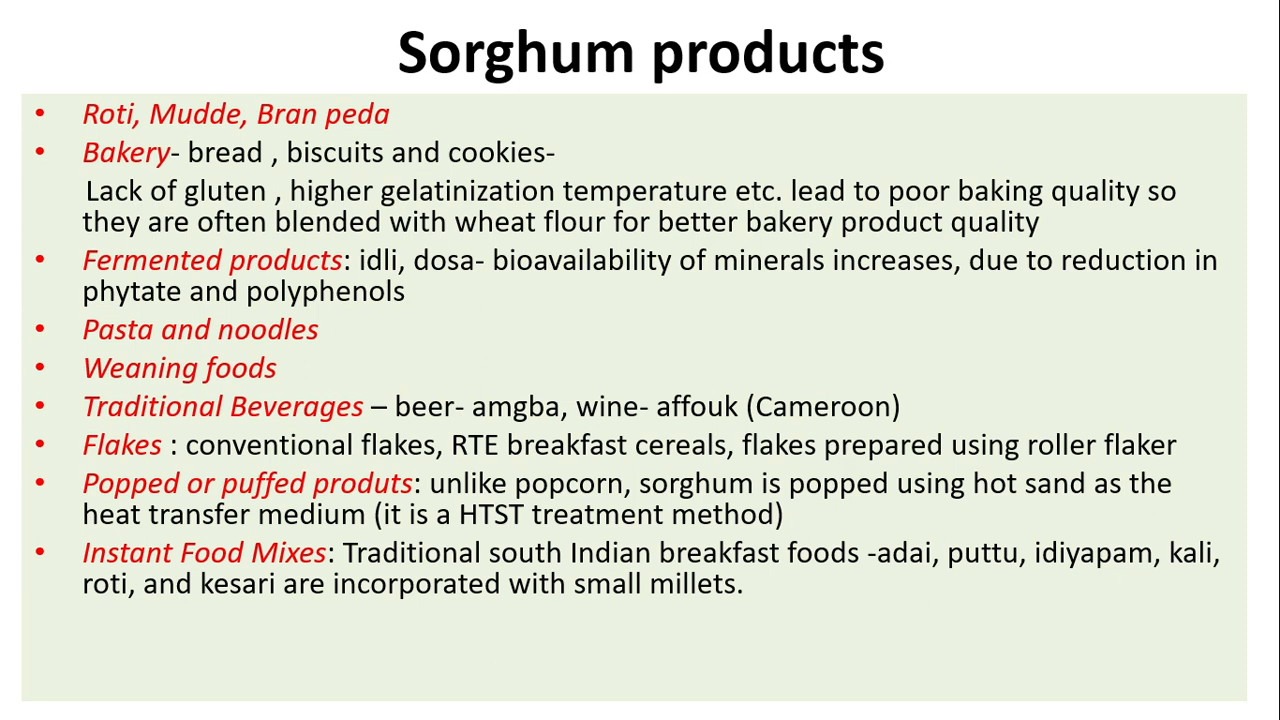 Sorghum products
• Roti, Mudde, Bran peda
• Bakery- bread , biscuits and cookies-
Lack of gluten , higher gelatinization temperature etc. lead to poor baking quality so
they are often blended with wheat flour for better bakery product quality
• Fermented products: idli, dosa- bioavailability of minerals increases, due to reduction in
phytate and polyphenols
• Pasta and noodles
• Weaning foods
• Traditional Beverages – beer- amgba, wine- affouk (Cameroon)
• Flakes : conventional flakes, RTE breakfast cereals, flakes prepared using roller flaker
• Popped or puffed produts: unlike popcorn, sorghum is popped using hot sand as the
heat transfer medium (it is a HTST treatment method)
• Instant Food Mixes: Traditional south Indian breakfast foods -adai, puttu, idiyapam, kali,
roti, and kesari are incorporated with small millets.